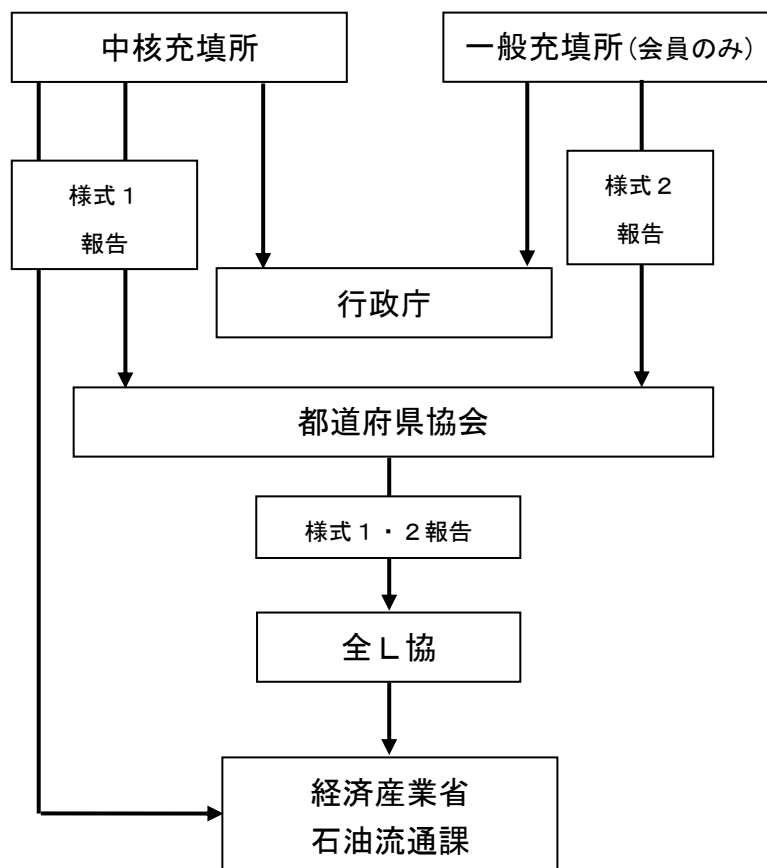 中核充填所
一般充填所(会員のみ)
様式1
報告
様式2
報告
行政庁
都道府県協会
様式1・2報告
全L協
経済産業省
石油流通課